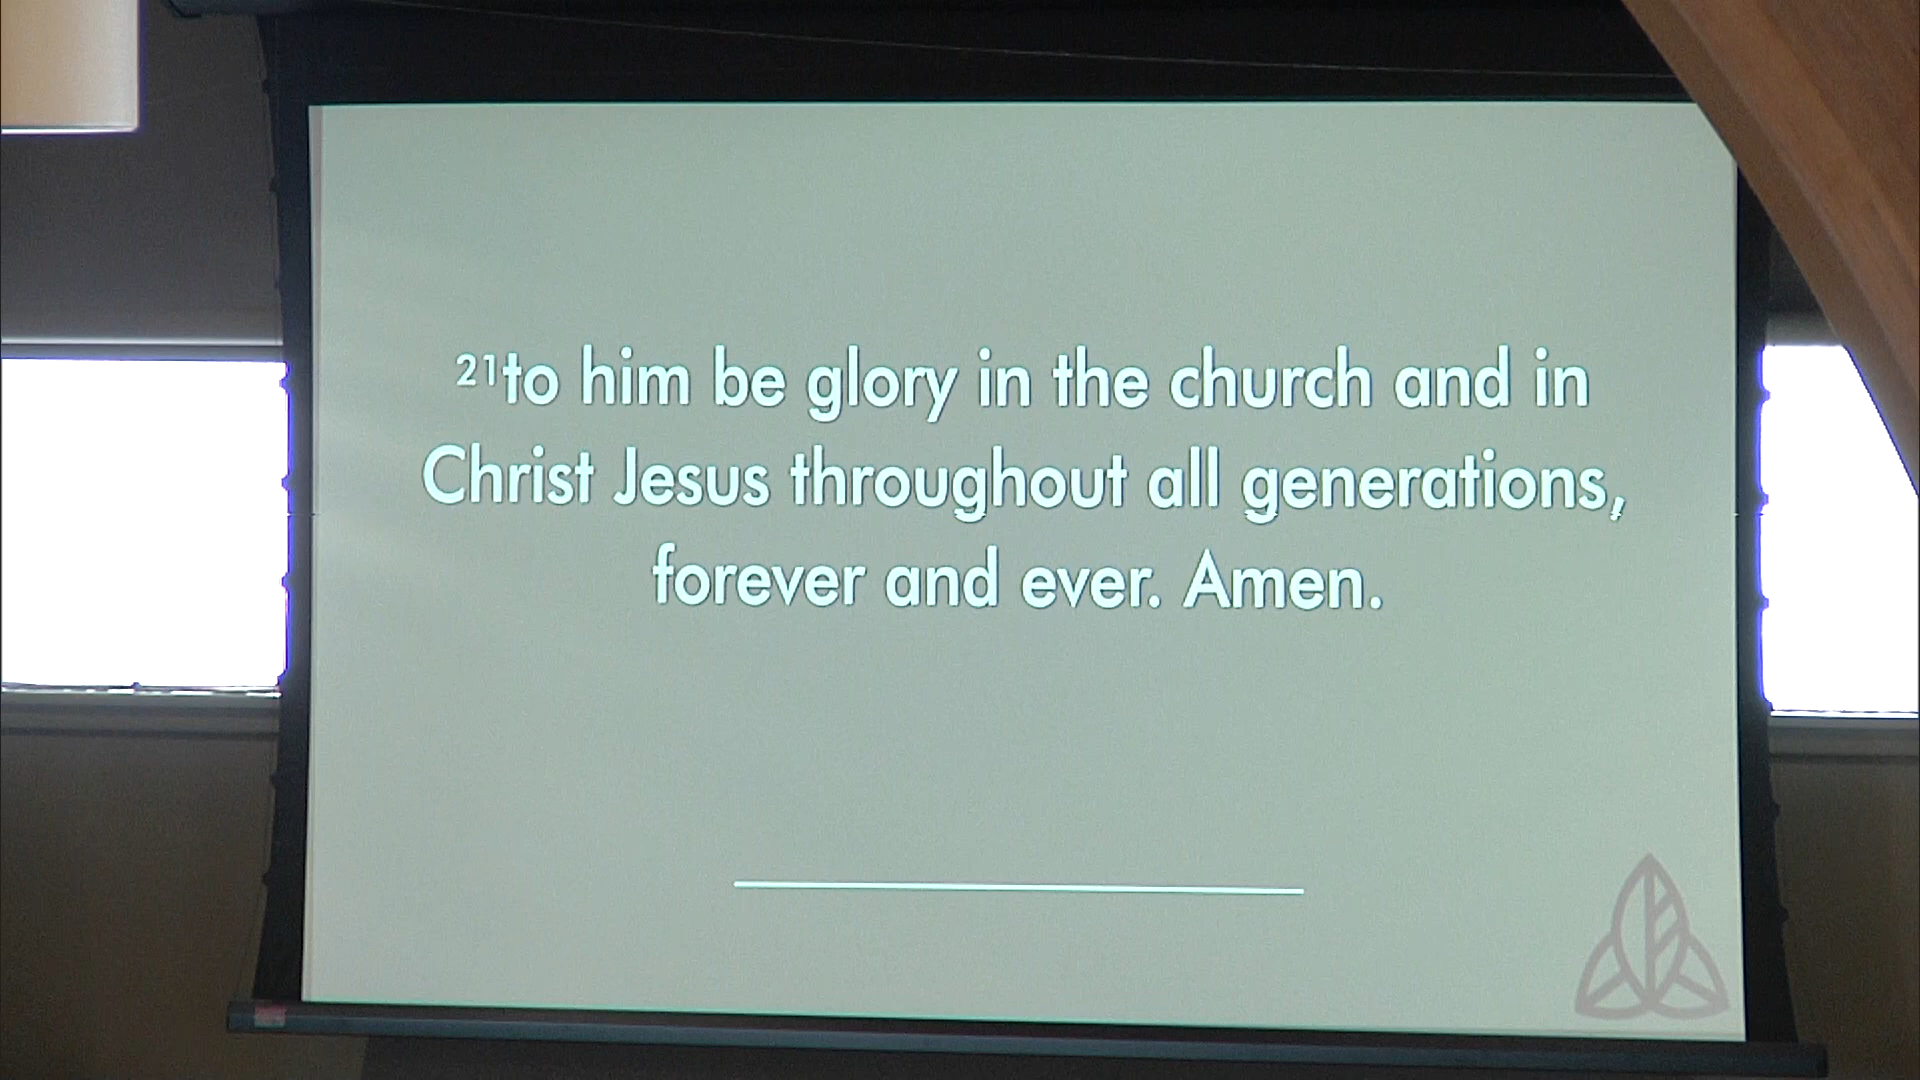 21to him be glory in the church and in
Christ Jesus throughout all generations,
forever and ever. Amen.